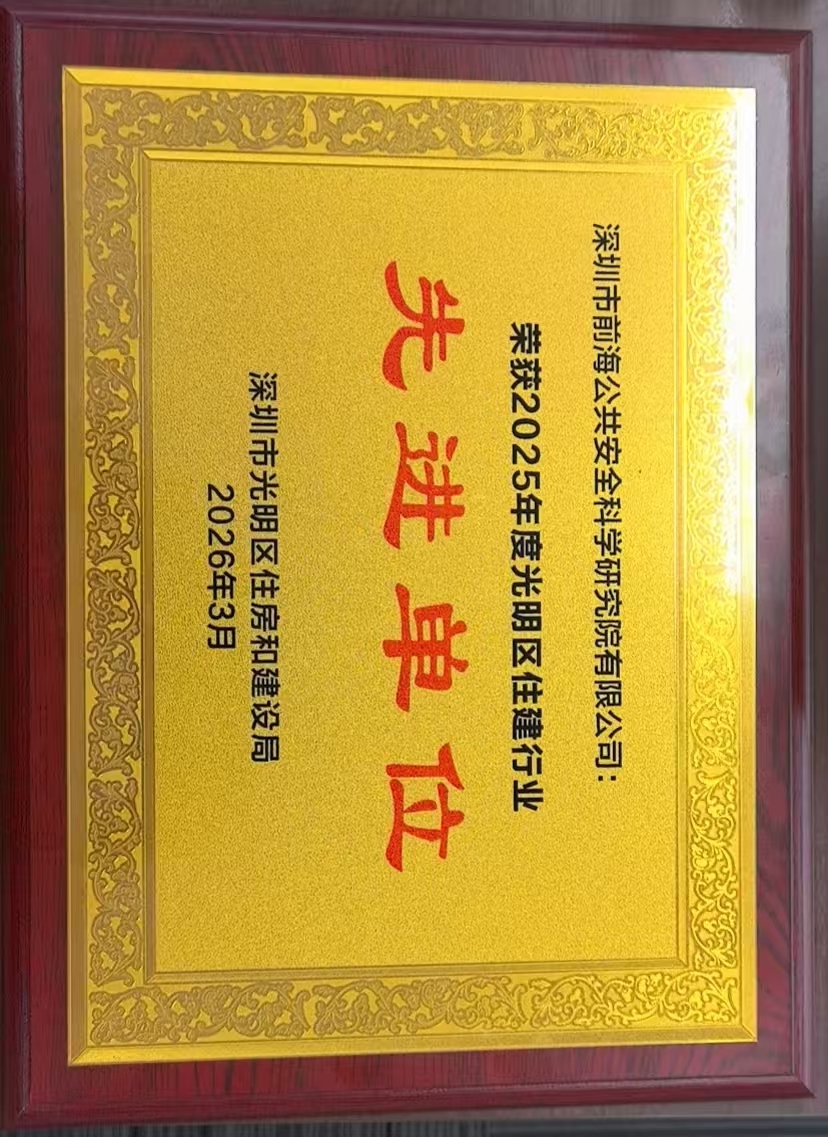 深圳市前海公共安全科学研究院有限公司：
荣获2025年度光明区住建行业
先进单位
深圳市光明区住房和建设局
2026年3月